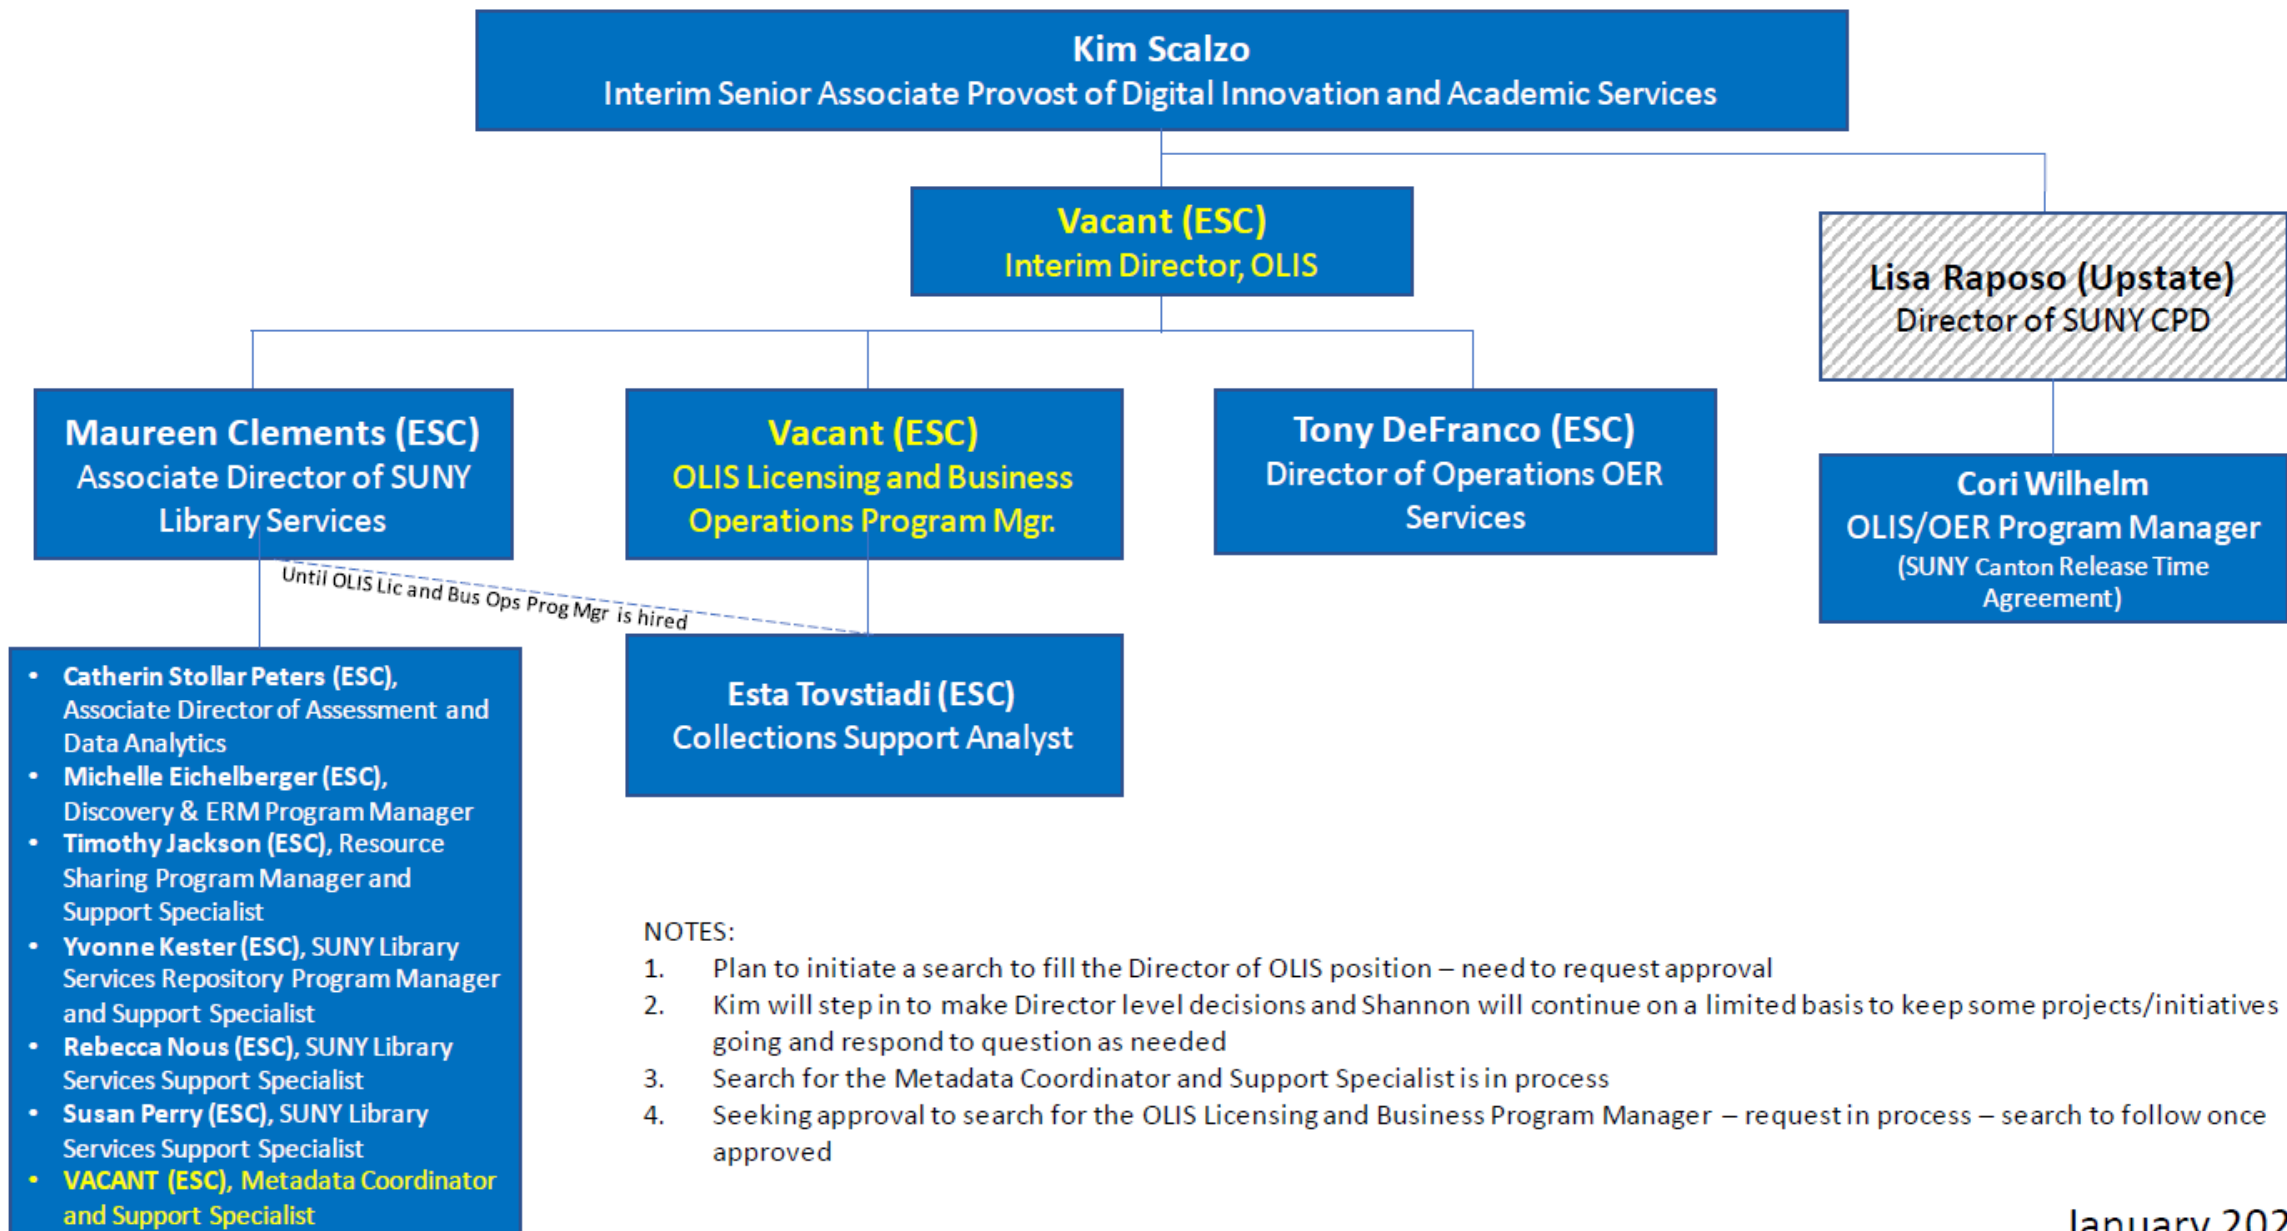 Kim Scalzo
Interim Senior Associate Provost of Digital Innovation and Academic Services
Vacant (ESC)
Interim Director, OLIS
Lisa Raposo (Upstate)
Director of SUNY CPD
Maureen Clements (ESC)
Associate Director of SUNY
Library Services
Vacant (ESC)
OLIS Licensing and Business
Operations Program Mgr.
Tony DeFranco (ESC)
Director of Operations OER
Services
Cori Wilhelm
OLIS/OER Program Manager
(SUNY Canton Release Time
Agreement)
Until OLIS Lic and Bus Ops Prog Mgr is hired
Esta Tovstiadi (ESC)
Collections Support Analyst
• Catherin Stollar Peters (ESC),
Associate Director of Assessment and
Data Analytics
• Michelle Eichelberger (ESC),
Discovery & ERM Program Manager
• Timothy Jackson (ESC), Resource
Sharing Program Manager and
Support Specialist
• Yvonne Kester (ESC), SUNY Library
Services Repository Program Manager
and Support Specialist
• Rebecca Nous (ESC), SUNY Library
Services Support Specialist
• Susan Perry (ESC), SUNY Library
Services Support Specialist
• VACANT (ESC), Metadata Coordinator
and Support Specialist
NOTES:
1. Plan to initiate a search to fill the Director of OLIS position – need to request approval
2. Kim will step in to make Director level decisions and Shannon will continue on a limited basis to keep some projects/initiatives
going and respond to question as needed
3. Search for the Metadata Coordinator and Support Specialist is in process
4. Seeking approval to search for the OLIS Licensing and Business Program Manager – request in process – search to follow once
approved
January 202